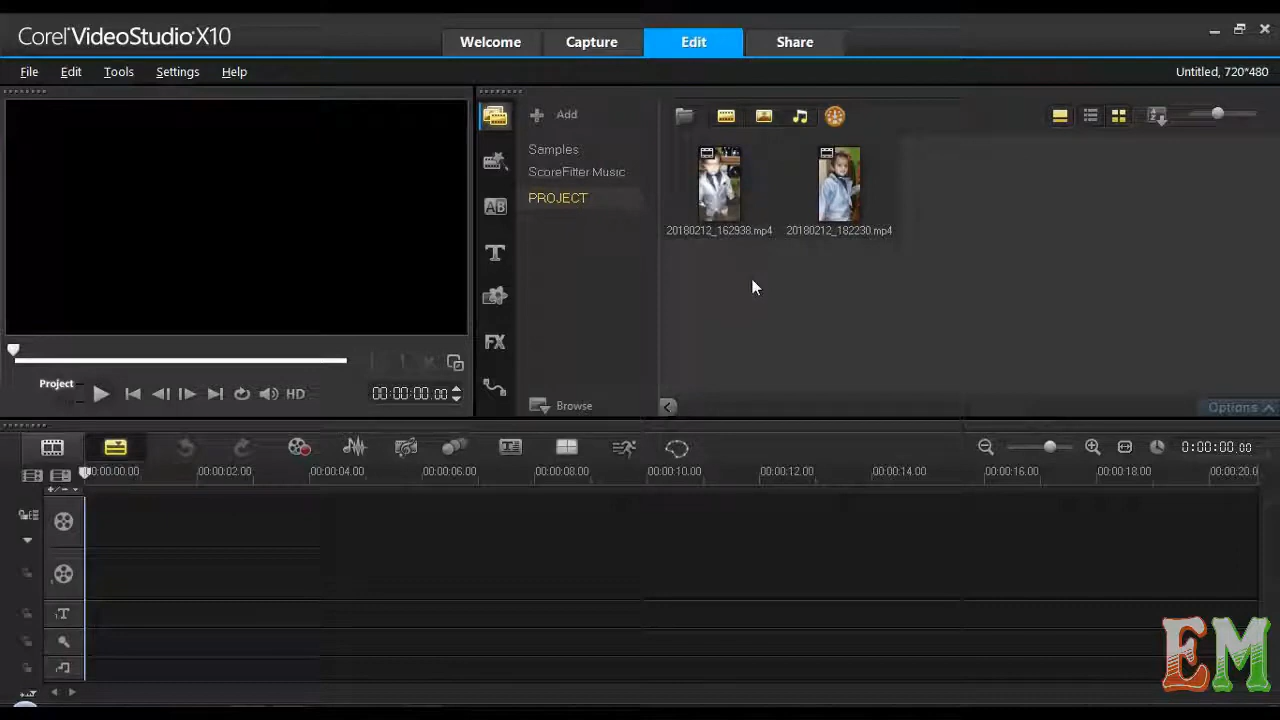 Corel VideoStudio X10
Welcome
Capture
Edit
Share
File
Edit
Tools
Settings
Help
Untitled, 720*480
Add
Samples
ScoreFitter Music
PROJECT
AB
T
FX
20180212_162938.mp4
20180212_182230.mp4
Browse
Options
Project
HD
00:00:00.00
0:00:00.00
00:00:00.00
00:00:02.00
00:00:04.00
00:00:06.00
00:00:08.00
00:00:10.00
00:00:12.00
00:00:14.00
00:00:16.00
00:00:18.00
00:00:20.0
1T
EM